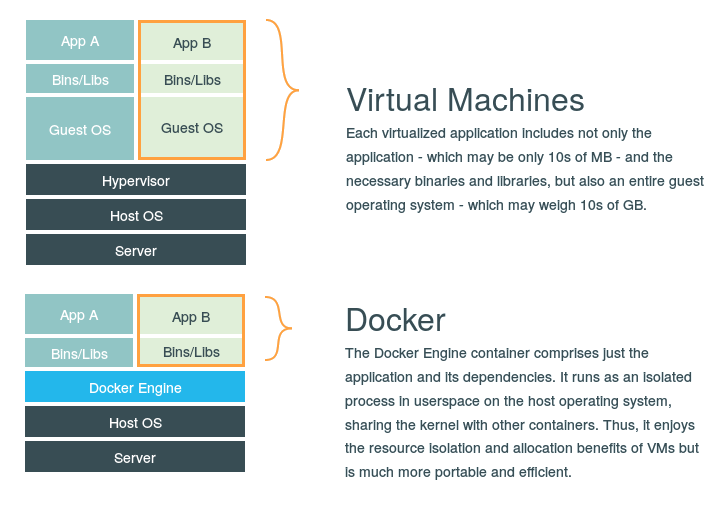 App A
App B
Bins/Libs
Bins/Libs
Guest OS
Guest OS
Hypervisor
Host OS
Server
Virtual Machines
Each virtualized application includes not only the
application - which may be only 10s of MB - and the
necessary binaries and libraries, but also an entire guest
operating system - which may weigh 10s of GB.
App A
App B
Bins/Libs
Bins/Libs
Docker Engine
Host OS
Server
Docker
The Docker Engine container comprises just the
application and its dependencies. It runs as an isolated
process in userspace on the host operating system,
sharing the kernel with other containers. Thus, it enjoys
the resource isolation and allocation benefits of VMs but
is much more portable and efficient.